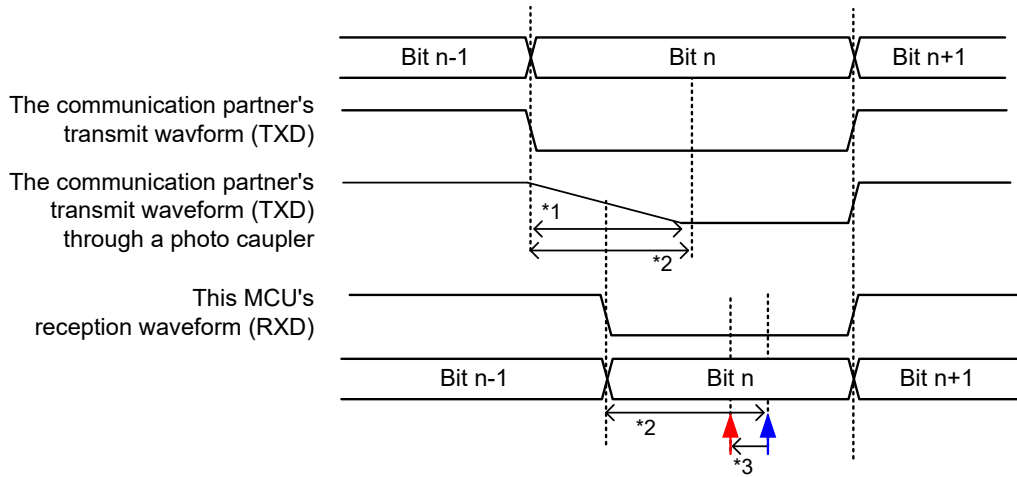 Bit n-1 Bit n Bit n+1
The communication partner's
transmit wavform (TXD)
The communication partner's
transmit waveform (TXD)
through a photo caupler
*1
*2
This MCU's
reception waveform (RXD)
Bit n-1 Bit n Bit n+1
*2
*3